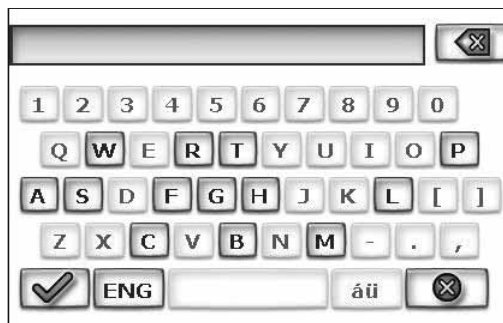 1 2 3 4 5 6 7 8 9 0
Q W E R T Y U I O P
A S D F G H J K L [ ]
Z X C V B N M - . ,
ENG áü